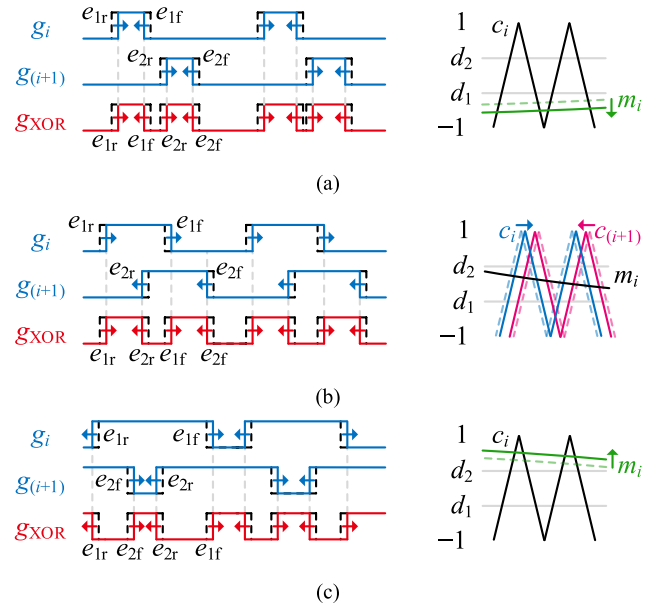 e1r e1f 1 ci
gi
e2r e2f d2
g(i+1)
d1
gXOR mi
e1r e1f e2r e2f −1
(a)
e1r e1f ci c(i+1)
gi
e2r e2f d2
g(i+1) mi
d1
gXOR
−1
e1r e2r e1f e2f
(b)
1 ci
gi e1r e1f
mi
e2f e2r d2
g(i+1)
d1
gXOR
−1
e1r e2f e2r e1f
(c)